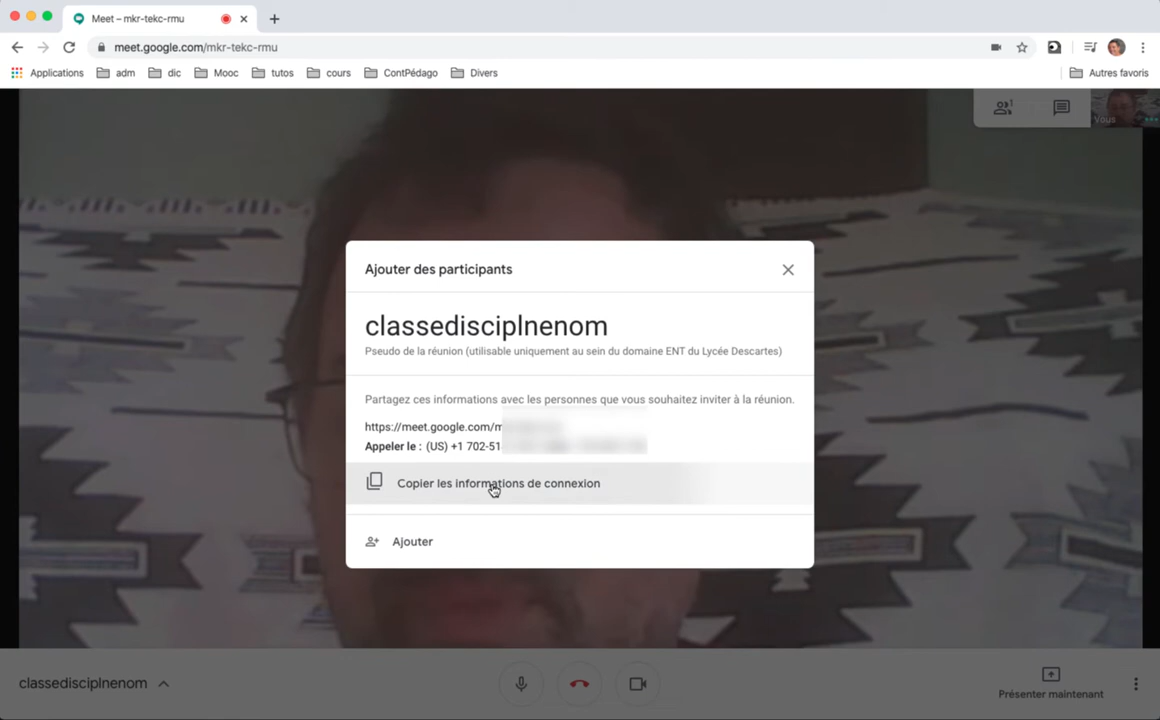 Meet – mkr-tekc-rmu
meet.google.com/mkr-tekc-rmu
Applications adm dic Mooc tutos cours ContPédago Divers Autres favoris
1
Vous
Ajouter des participants
classedisciplnenom
Pseudo de la réunion (utilisable uniquement au sein du domaine ENT du Lycée Descartes)
Partagez ces informations avec les personnes que vous souhaitez inviter à la réunion.
https://meet.google.com/m
Appeler le : (US) +1 702-51
Copier les informations de connexion
Ajouter
classedisciplnenom
Présenter maintenant